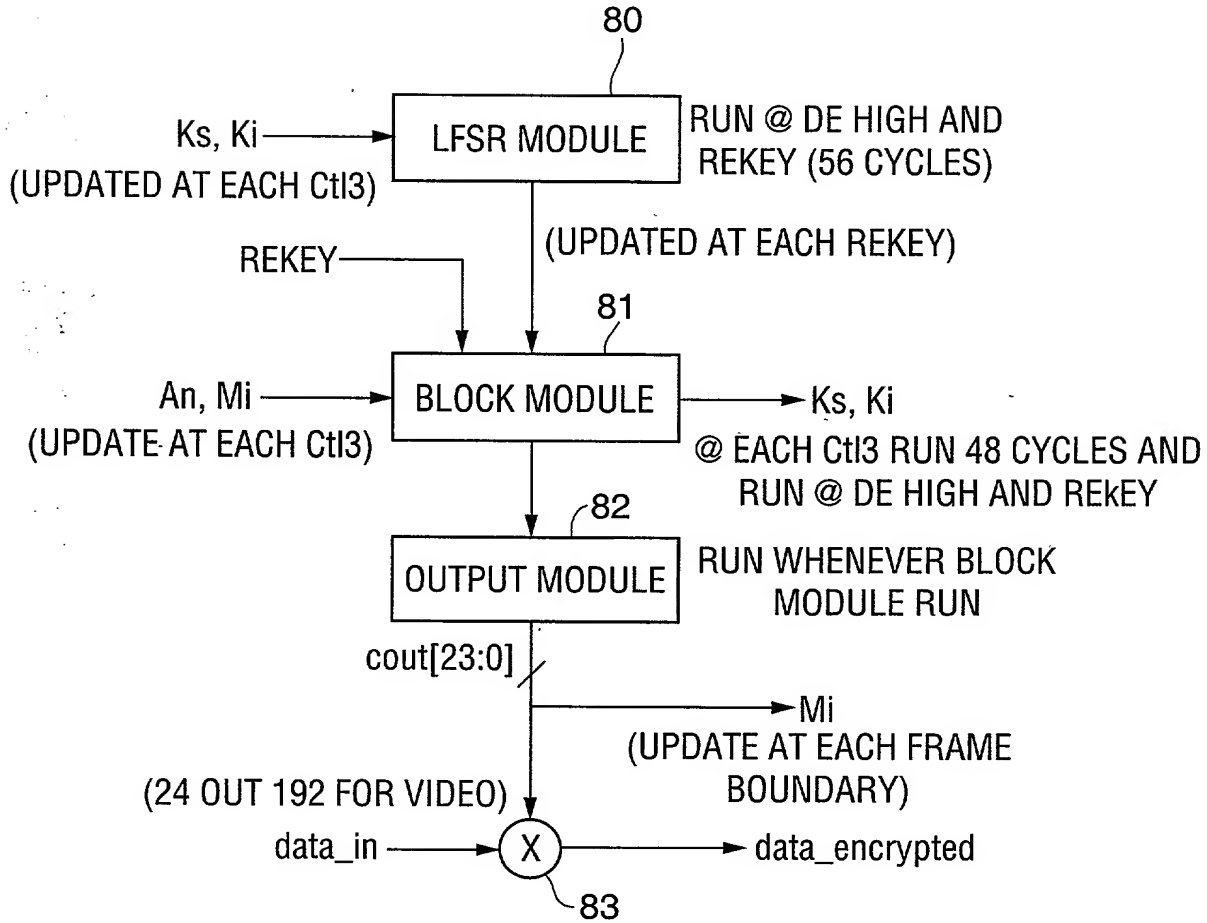 80
Ks, Ki
(UPDATED AT EACH Ctl3)
LFSR MODULE
RUN @ DE HIGH AND
REKEY (56 CYCLES)
(UPDATED AT EACH REKEY)
REKEY
81
An, Mi
(UPDATE AT EACH Ctl3)
BLOCK MODULE
Ks, Ki
@ EACH Ctl3 RUN 48 CYCLES AND
RUN @ DE HIGH AND REkEY
82
OUTPUT MODULE
RUN WHENEVER BLOCK
MODULE RUN
cout[23:0]
Mi
(UPDATE AT EACH FRAME
BOUNDARY)
(24 OUT 192 FOR VIDEO)
data_in
X
data_encrypted
83